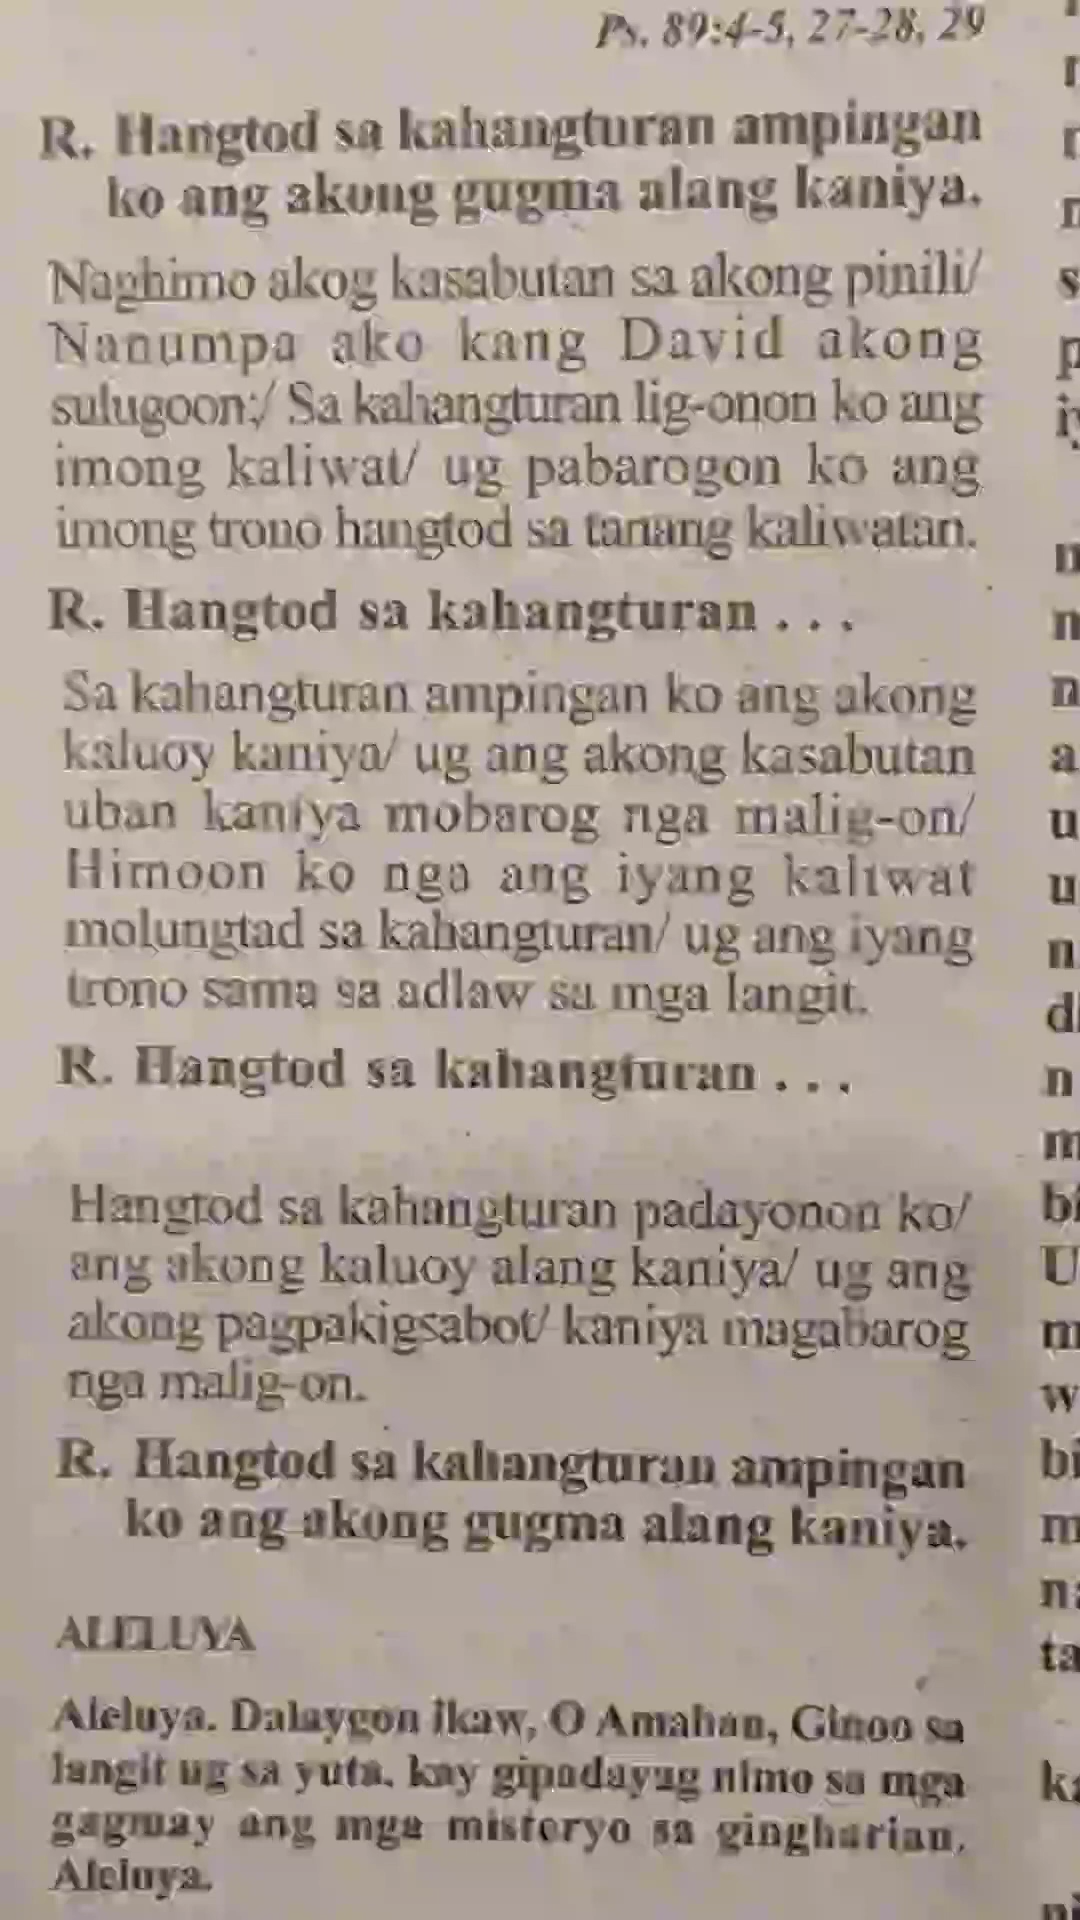 Ps. 89:4-5, 27-28, 29
R. Hangtod sa kahangturan ampingan
ko ang akong gugma alang kaniya.
Naghimo akog kasabutan sa akong pinili/
Nanumpa ako kang David akong
sulugoon;/ Sa kahangturan lig-onon ko ang
imong kaliwat/ ug pabarogon ko ang
imong trono hangtod sa tanang kaliwatan.
R. Hangtod sa kahangturan . . .
Sa kahangturan ampingan ko ang akong
kaluoy kaniya/ ug ang akong kasabutan
uban kaniya mobarog nga malig-on/
Himoon ko nga ang iyang kaliwat
molungtad sa kahangturan/ ug ang iyang
trono sama sa adlaw sa mga langit.
R. Hangtod sa kahangturan . . .
Hangtod sa kahangturan padayonon ko/
ang akong kaluoy alang kaniya/ ug ang
akong pagpakigsabot/ kaniya magabarog
nga malig-on.
R. Hangtod sa kahangturan ampingan
ko ang akong gugma alang kaniya.
ALELUYA
Aleluya. Dalaygon ikaw, O Amahan, Ginoo sa
langit ug sa yuta, kay gipadayag nimo sa mga
gagmay ang mga misteryo sa gingharian.
Aleluya.